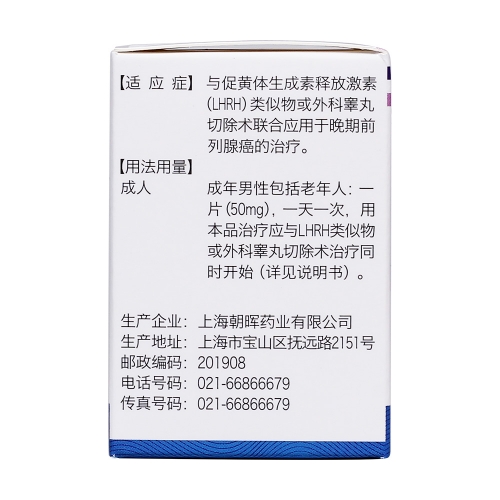 【适 应 症】 与促黄体生成素释放激素
(LHRH) 类似物或外科睾丸
切除术联合应用于晚期前
列腺癌的治疗。
【用法用量】
成人 成年男性包括老年人：一
片 (50mg)，一天一次，用
本品治疗应与LHRH类似物
或外科睾丸切除术治疗同
时开始 (详见说明书) 。
生产企业： 上海朝晖药业有限公司
生产地址： 上海市宝山区抚远路2151号
邮政编码： 201908
电话号码： 021-66866679
传真号码： 021-66866679